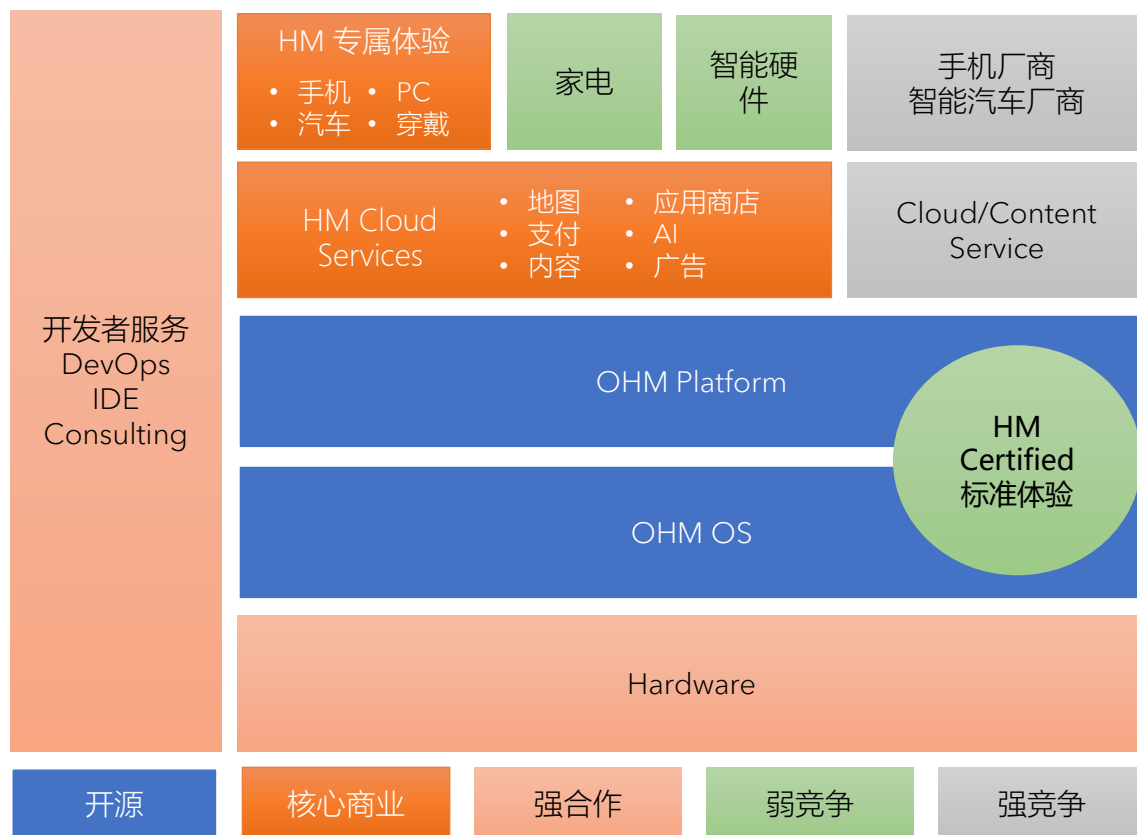 HM 专属体验
• 手机 • PC
• 汽车 • 穿戴
家电
智能硬
件
手机厂商
智能汽车厂商
HM Cloud
Services
• 地图 • 应用商店
• 支付 • AI
• 内容 • 广告
Cloud/Content
Service
开发者服务
DevOps
IDE
Consulting
OHM Platform
HM
Certified
标准体验
OHM OS
Hardware
开源
核心商业
强合作
弱竞争
强竞争